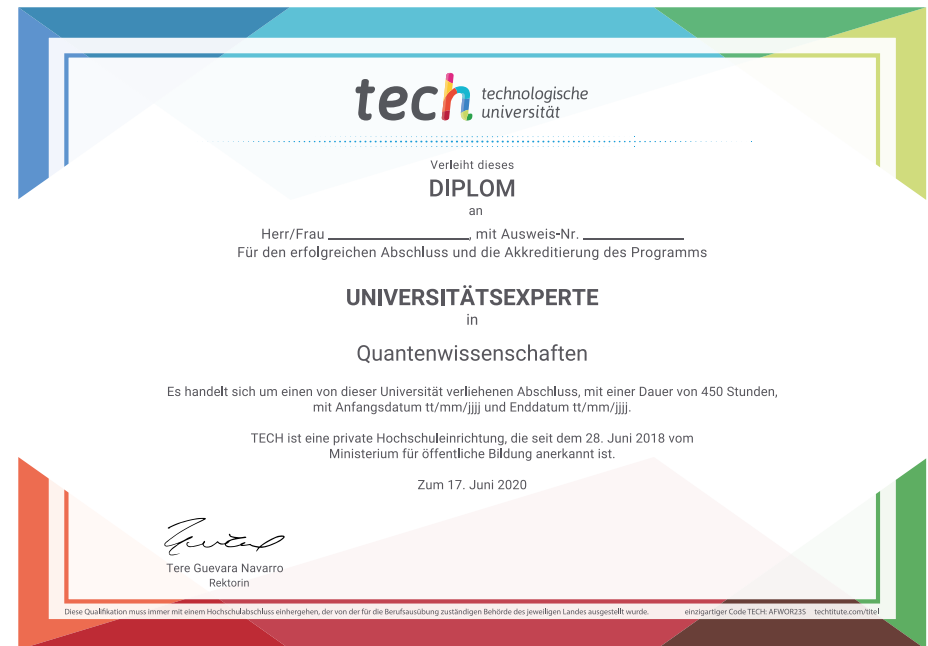 tech technologische
universität
Verleiht dieses
DIPLOM
an
Herr/Frau ____________________, mit Ausweis-Nr. ______________
Für den erfolgreichen Abschluss und die Akkreditierung des Programms
UNIVERSITÄTSEXPERTE
in
Quantenwissenschaften
Es handelt sich um einen von dieser Universität verliehenen Abschluss, mit einer Dauer von 450 Stunden,
mit Anfangsdatum tt/mm/jjjj und Enddatum tt/mm/jjjj.
TECH ist eine private Hochschuleinrichtung, die seit dem 28. Juni 2018 vom
Ministerium für öffentliche Bildung anerkannt ist.
Zum 17. Juni 2020
Tere Guevara Navarro
Rektorin
Diese Qualifikation muss immer mit einem Hochschulabschluss einhergehen, der von der für die Berufsausübung zuständigen Behörde des jeweiligen Landes ausgestellt wurde. einzigartiger Code TECH: AFWOR23S techtitute.com/titel